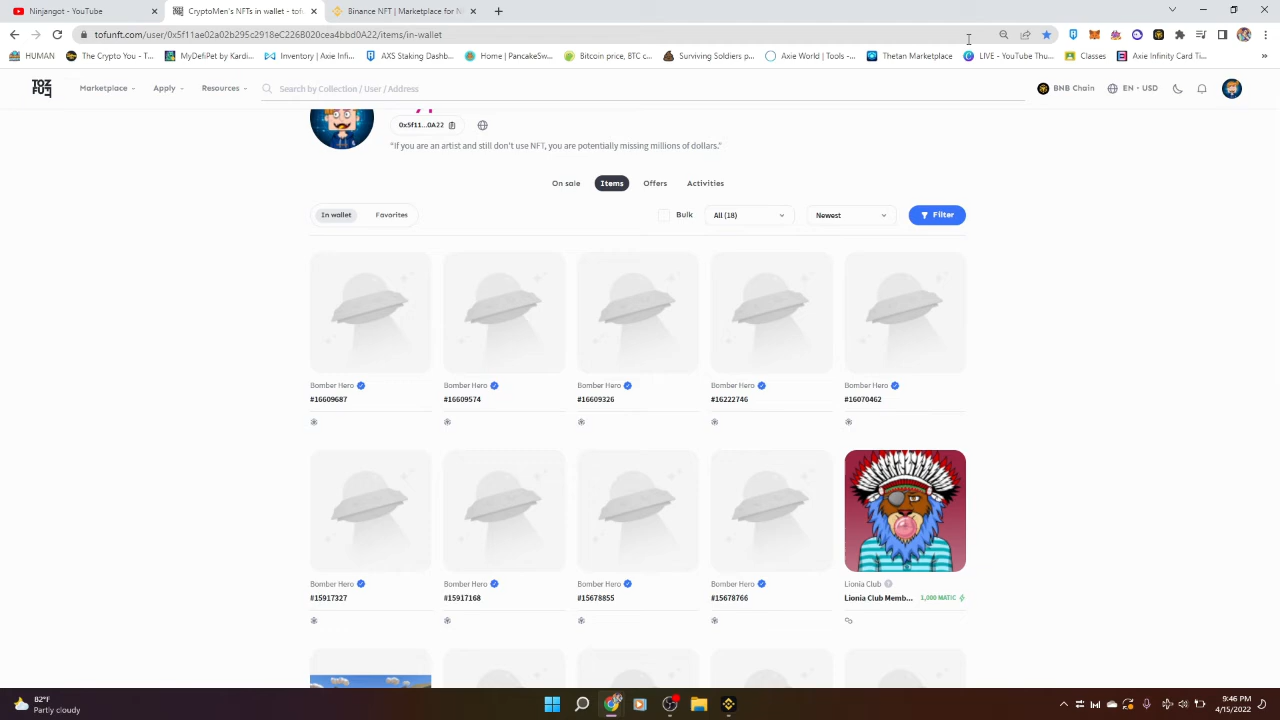 Ninjangot - YouTube
CryptoMen's NFTs in wallet - tofu
Binance NFT | Marketplace for N
tofunft.com/user/0x5f11ae02a02b295c2918eC226B020cea4bb9DA22/items/in-wallet
HUMAN
The Crypto You - T...
MyDefiPet by Kardi...
Inventory | Axie Infi...
AXS Staking Dashb...
Home | PancakeSw...
Bitcoin price, BTC c...
Surviving Soldiers p...
Axie World | Tools -...
Thetan Marketplace
LIVE - YouTube Thu...
Classes
Axie Infinity Card Ti...
TOZ
FU
Marketplace
Apply
Resources
Search by Collection / User / Address
BNB Chain
EN • USD
0x5f11...DA22
“If you are an artist and still don't use NFT, you are potentially missing millions of dollars.”
On sale
Items
Offers
Activities
In wallet
Favorites
Bulk
All (18)
Newest
Filter
Bomber Hero
Bomber Hero
Bomber Hero
Bomber Hero
Bomber Hero
#16609687
#16609574
#16609326
#16222746
#16070462
Bomber Hero
Bomber Hero
Bomber Hero
Bomber Hero
Lionia Club
#15917327
#15917168
#15678855
#15678766
Lionia Club Memb...
1,000 MATIC
82°F
Partly cloudy
9:46 PM
4/15/2022